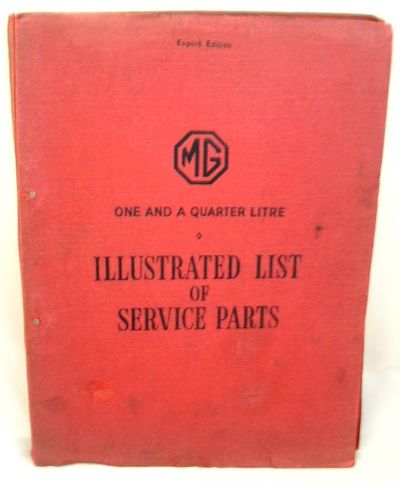 Export Edition
MG
ONE AND A QUARTER LITRE
ILLUSTRATED LIST
OF
SERVICE PARTS